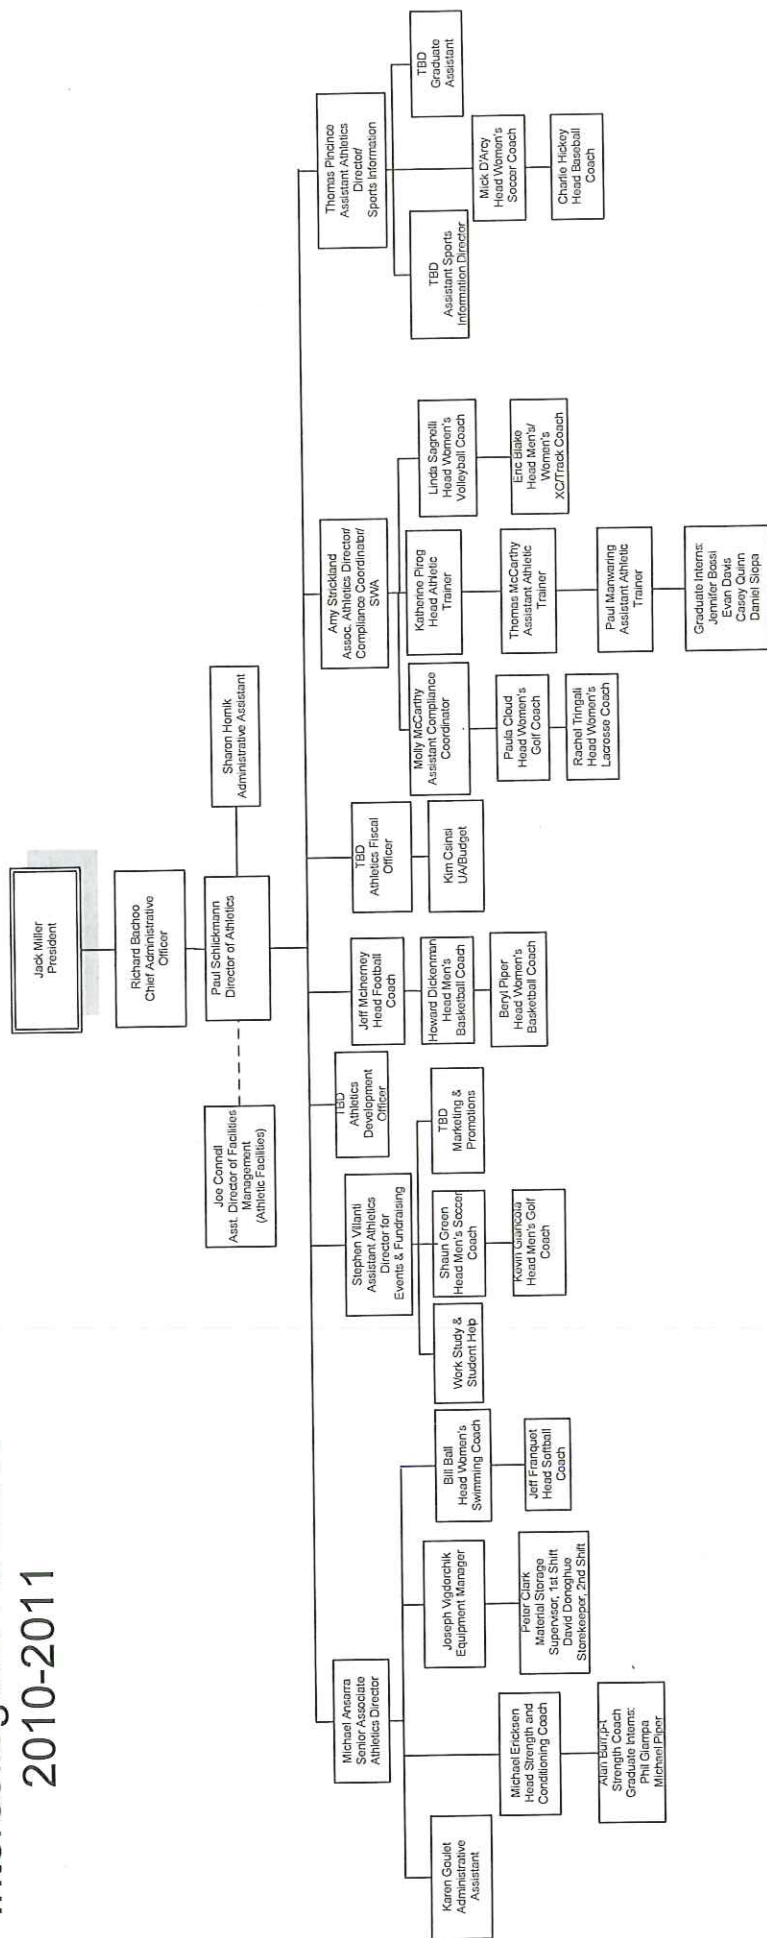 2010-2011
Jack Miller
President
Richard Bachoo
Chief Administrative
Officer
Paul Schlickmann
Director of Athletics
Sharon Hornik
Administrative Assistant
Joe Conndl
Asst. Director of Facilities
Management
(Athletic Facilities)
Michael Ansarra
Senior Associate
Athletics Director
Karen Goulet
Administrative
Assistant
Michael Ericksen
Head Strength and
Conditioning Coach
Alan Burr,p-t
Strength Coach
Graduate Interns:
Phil Giampa
Michael Piper
Joseph Vigdorchik
Equipment Manager
Peter Clark
Material Storage
Supervisor, 1st Shift
David Donoghue
Storekeeper, 2nd Shift
Bill Ball
Head Women's
Swimming Coach
Jeff Franquet
Head Softball
Coach
Stephen Villanti
Assistant Athletics
Director for
Events & Fundraising
Work Study &
Student Help
Shaun Green
Head Men's Soccer
Coach
Kevin Giancola
Head Men's Golf
Coach
TBD
Marketing &
Promotions
TBD
Athletics
Development
Officer
Jeff McInerney
Head Football
Coach
Howard Dickenman
Head Men's
Basketball Coach
Beryl Piper
Head Women's
Basketball Coach
TBD
Athletics Fiscal
Officer
Kim Csinsi
UA/Budget
Amy Strickland
Assoc. Athletics Director/
Compliance Coordinator/
SWA
Molly McCarthy
Assistant Compliance
Coordinator
Paula Cloud
Head Women's
Golf Coach
Rachel Tringali
Head Women's
Lacrosse Coach
Katherine Pirog
Head Athletic
Trainer
Thomas McCarthy
Assistant Athletic
Trainer
Paul Manwaring
Assistant Athletic
Trainer
Graduate Interns:
Jennifer Bossi
Evan Davis
Casey Quinn
Daniel Slopa
Linda Sagnelli
Head Women's
Volleyball Coach
Eric Blake
Head Men's/
Women's
XC/Track Coach
Thomas Pincince
Assistant Athletics
Director/
Sports Information
TBD
Assistant Sports
Information Director
Mick D'Arcy
Head Women's
Soccer Coach
Charlie Hickey
Head Baseball
Coach
TBD
Graduate
Assistant